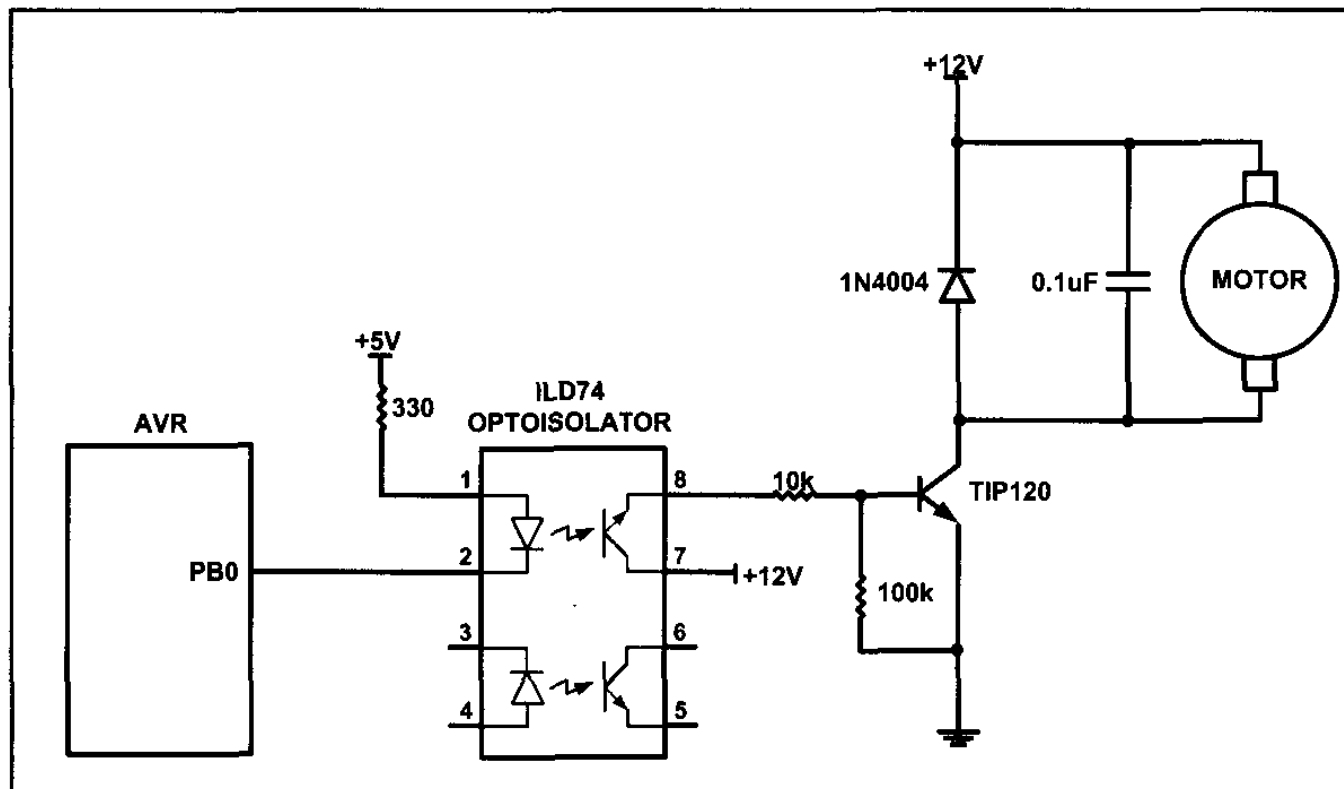 +12V
1N4004
0.1uF
MOTOR
+5V
330
ILD74
OPTOISOLATOR
AVR
1
8
10k
TIP120
2
PB0
7
+12V
100k
3
6
4
5